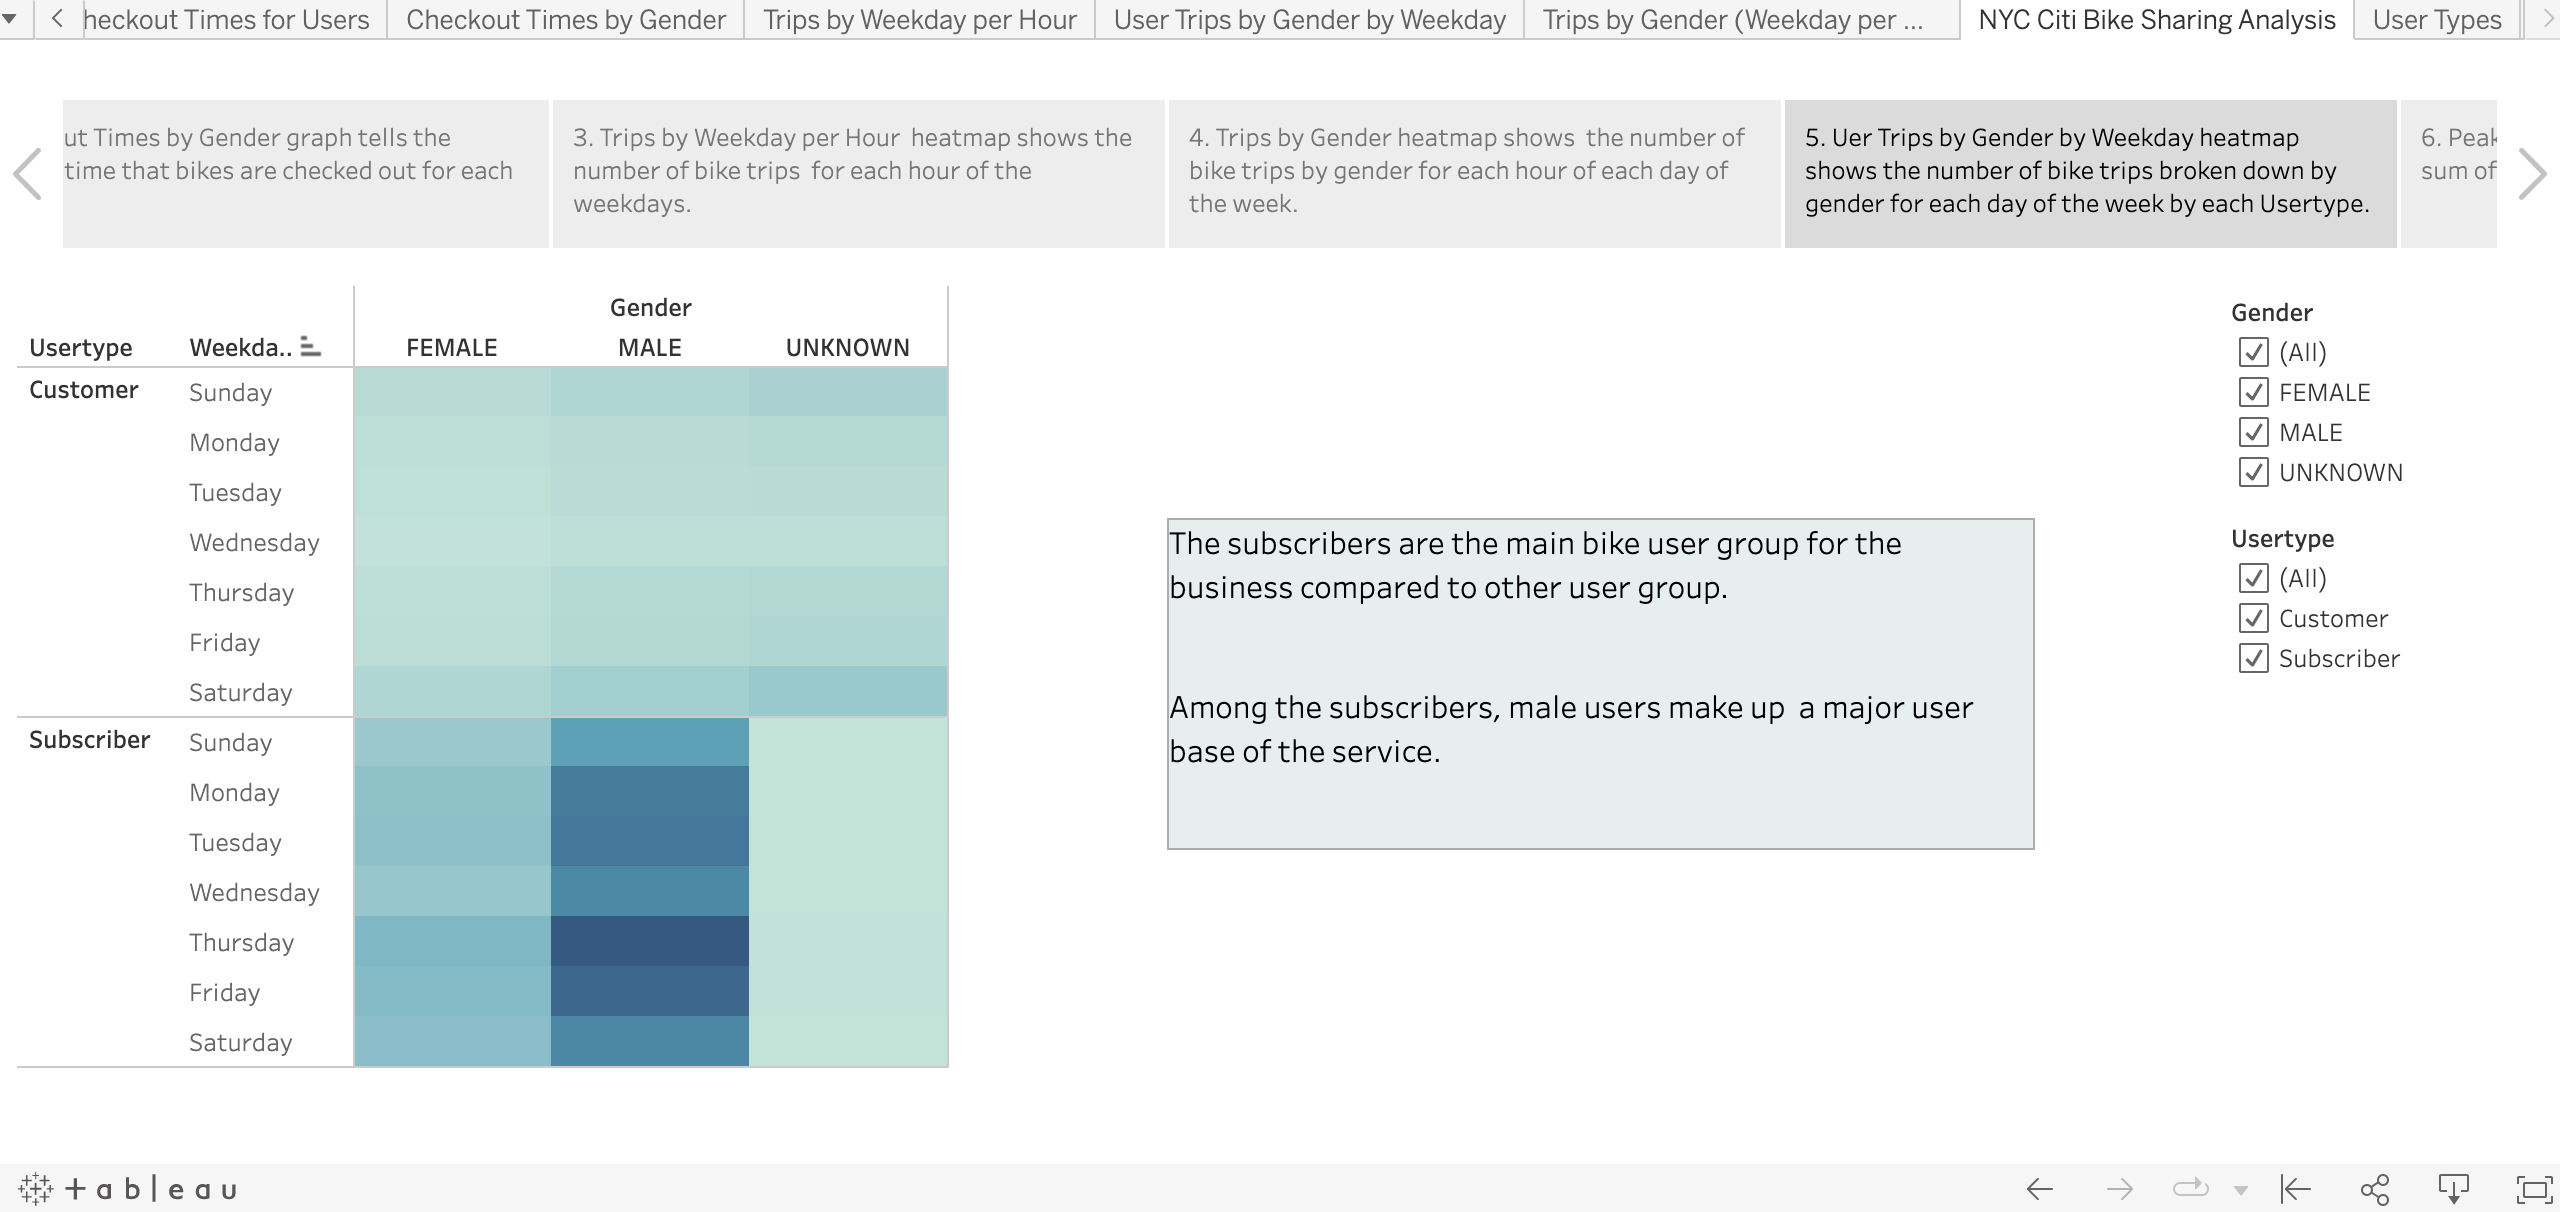 heckout Times for Users
Checkout Times by Gender
Trips by Weekday per Hour
User Trips by Gender by Weekday
Trips by Gender (Weekday per ...
NYC Citi Bike Sharing Analysis
User Types
ut Times by Gender graph tells the
time that bikes are checked out for each
3. Trips by Weekday per Hour  heatmap shows the
number of bike trips  for each hour of the
weekdays.
4. Trips by Gender heatmap shows  the number of
bike trips by gender for each hour of each day of
the week.
5. Uer Trips by Gender by Weekday heatmap
shows the number of bike trips broken down by
gender for each day of the week by each Usertype.
6. Peak
sum of
Gender
Usertype Weekda.. FEMALE MALE UNKNOWN
Customer Sunday
Monday
Tuesday
Wednesday
Thursday
Friday
Saturday
Subscriber Sunday
Monday
Tuesday
Wednesday
Thursday
Friday
Saturday
The subscribers are the main bike user group for the
business compared to other user group.
Among the subscribers, male users make up  a major user
base of the service.
Gender
(All)
FEMALE
MALE
UNKNOWN
Usertype
(All)
Customer
Subscriber
+ableau